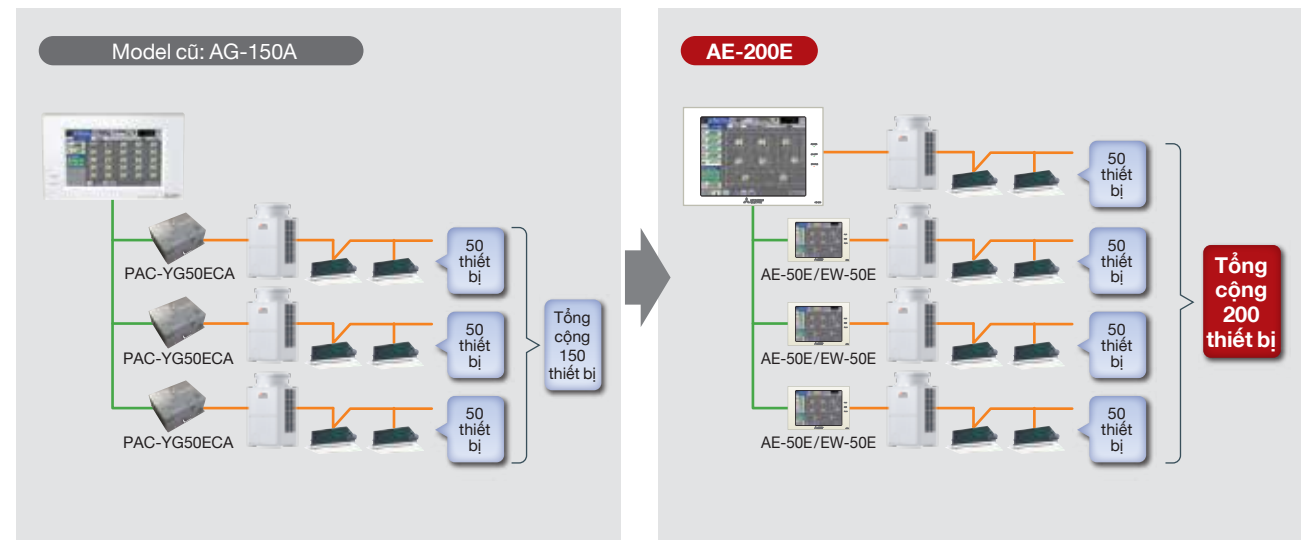 Model cũ: AG-150A
PAC-YG50ECA
50
thiết
bị
PAC-YG50ECA
50
thiết
bị
PAC-YG50ECA
50
thiết
bị
Tổng
cộng
150
thiết bị
AE-200E
50
thiết
bị
AE-50E/EW-50E
50
thiết
bị
AE-50E/EW-50E
50
thiết
bị
AE-50E/EW-50E
50
thiết
bị
Tổng
cộng
200
thiết bị